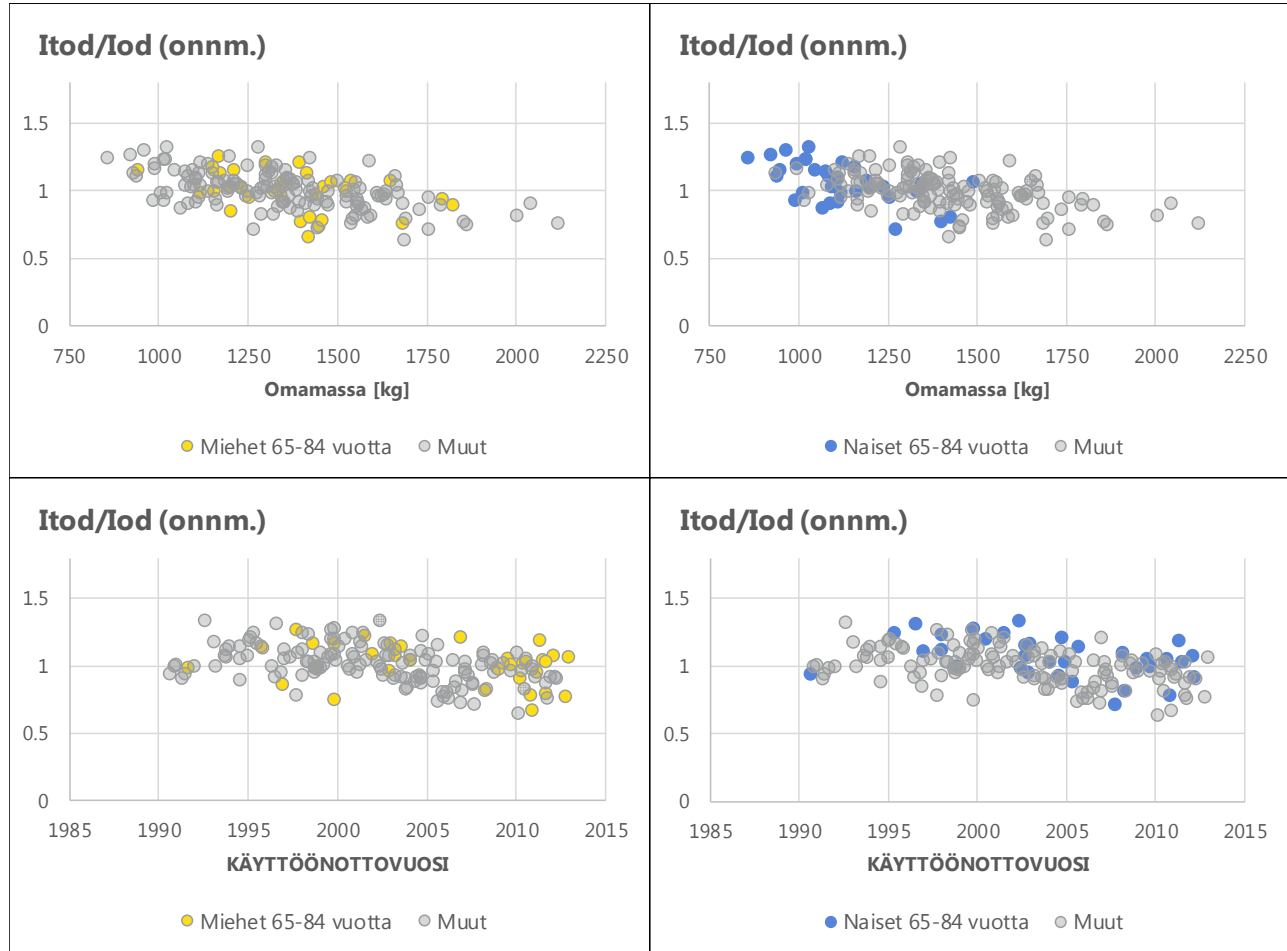 Itod/Iod (onnm.)
1.5
1
0.5
0
750 1000 1250 1500 1750 2000 2250
Omamassa [kg]
Miehet 65-84 vuotta Muut
Itod/Iod (onnm.)
1.5
1
0.5
0
750 1000 1250 1500 1750 2000 2250
Omamassa [kg]
Naiset 65-84 vuotta Muut
Itod/Iod (onnm.)
1.5
1
0.5
0
1985 1990 1995 2000 2005 2010 2015
KÄYTTÖÖNOTTOVUOSI
Miehet 65-84 vuotta Muut
Itod/Iod (onnm.)
1.5
1
0.5
0
1985 1990 1995 2000 2005 2010 2015
KÄYTTÖÖNOTTOVUOSI
Naiset 65-84 vuotta Muut